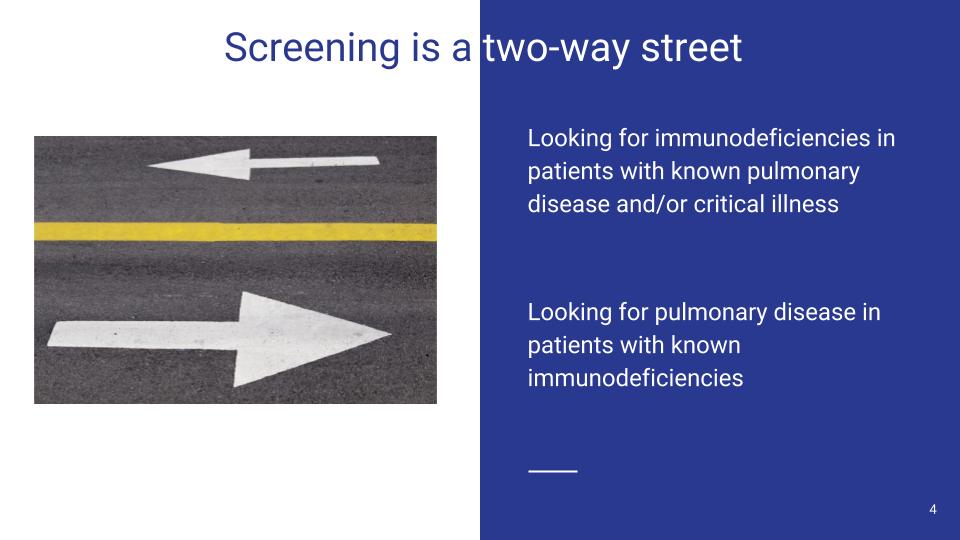 Screening is a two-way street
Looking for immunodeficiencies in
patients with known pulmonary
disease and/or critical illness
Looking for pulmonary disease in
patients with known
immunodeficiencies
4